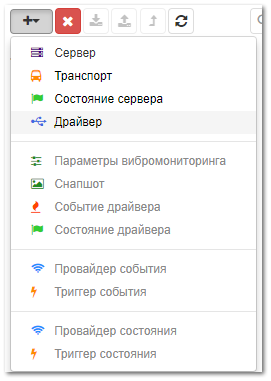 Сервер
Транспорт
Состояние сервера
Драйвер
Параметры вибромониторинга
Снапшот
Событие драйвера
Состояние драйвера
Провайдер события
Триггер события
Провайдер состояния
Триггер состояния